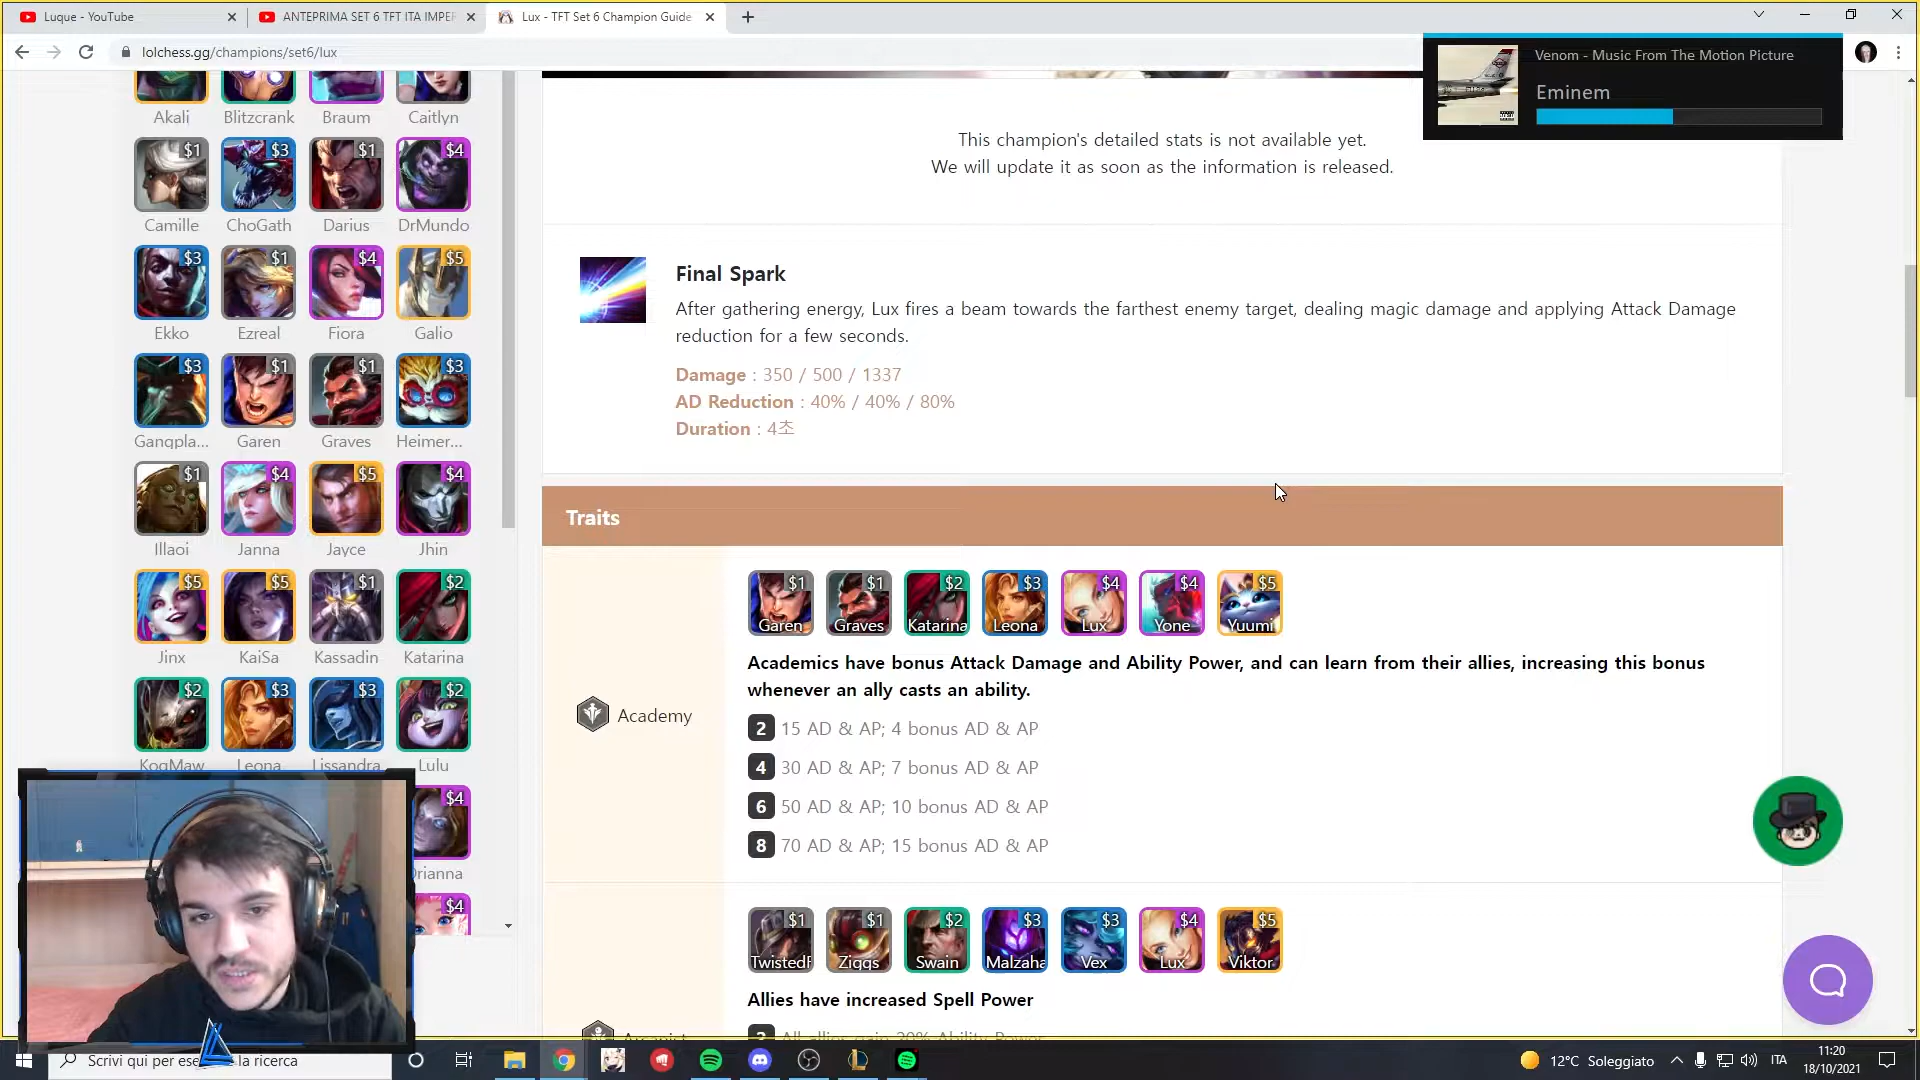 Luque - YouTube
ANTEPRIMA SET 6 TFT ITA IMPER
Lux - TFT Set 6 Champion Guide
lolchess.gg/champions/set6/lux
Venom - Music From The Motion Picture
Eminem
Akali Blitzcrank Braum Caitlyn
$1 $3 $1 $4
Camille ChoGath Darius DrMundo
$3 $1 $4 $5
Ekko Ezreal Fiora Galio
$3 $1 $1 $3
Gangpla... Garen Graves Heimer...
$1 $4 $5 $4
Illaoi Janna Jayce Jhin
$5 $5 $1 $2
Jinx KaiSa Kassadin Katarina
$2 $3 $3 $2
KogMaw Leona Lissandra Lulu
$4
Orianna
$4
This champion's detailed stats is not available yet.
We will update it as soon as the information is released.
Final Spark
After gathering energy, Lux fires a beam towards the farthest enemy target, dealing magic damage and applying Attack Damage
reduction for a few seconds.
Damage : 350 / 500 / 1337
AD Reduction : 40% / 40% / 80%
Duration : 4초
Traits
Academy
$1 $1 $2 $3 $4 $4 $5
Garen Graves Katarina Leona Lux Yone Yuumi
Academics have bonus Attack Damage and Ability Power, and can learn from their allies, increasing this bonus
whenever an ally casts an ability.
2 15 AD & AP; 4 bonus AD & AP
4 30 AD & AP; 7 bonus AD & AP
6 50 AD & AP; 10 bonus AD & AP
8 70 AD & AP; 15 bonus AD & AP
$1 $1 $2 $3 $3 $4 $5
TwistedF Ziggs Swain Malzaha Vex Lux Viktor
Allies have increased Spell Power
Scrivi qui per ese la ricerca
12°C Soleggiato
ITA
11:20
18/10/2021